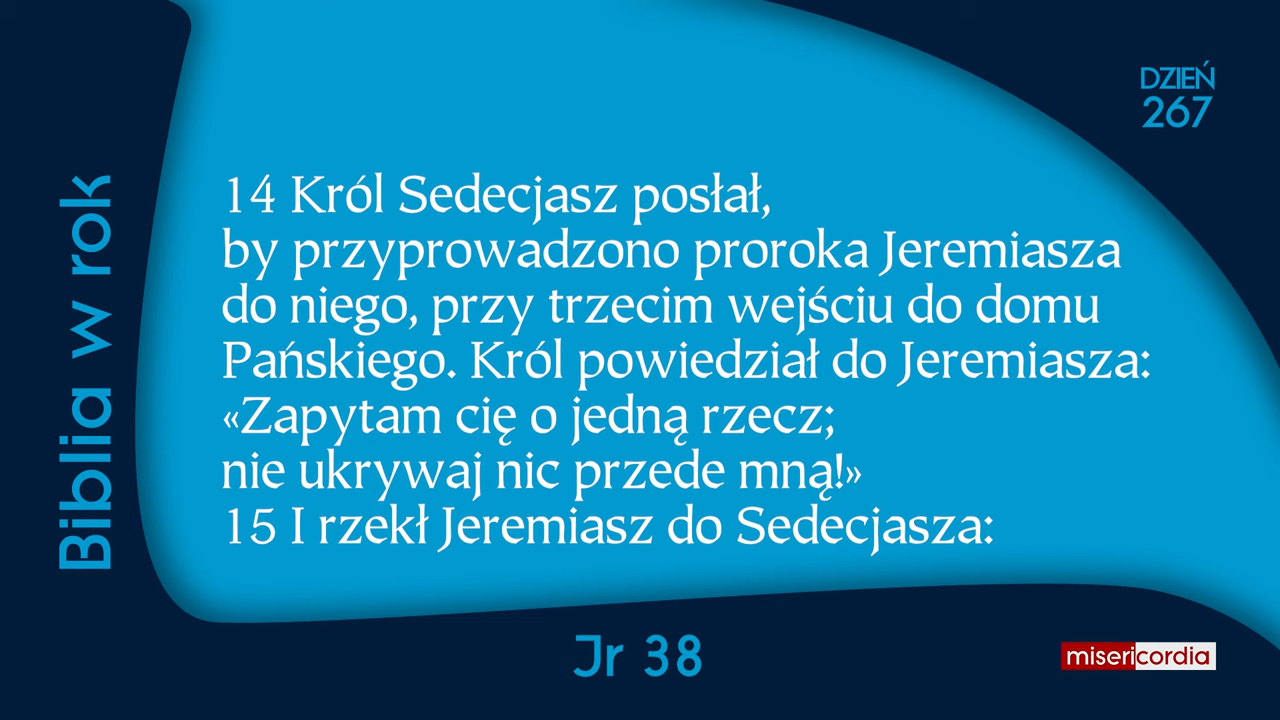 Biblia w rok
DZIEŃ
267
14 Król Sedecjasz posłał,
by przyprowadzono proroka Jeremiasza
do niego, przy trzecim wejściu do domu
Pańskiego. Król powiedział do Jeremiasza:
«Zapytam cię o jedną rzecz;
nie ukrywaj nic przede mną!»
15 I rzekł Jeremiasz do Sedecjasza:
Jr 38
misericordia